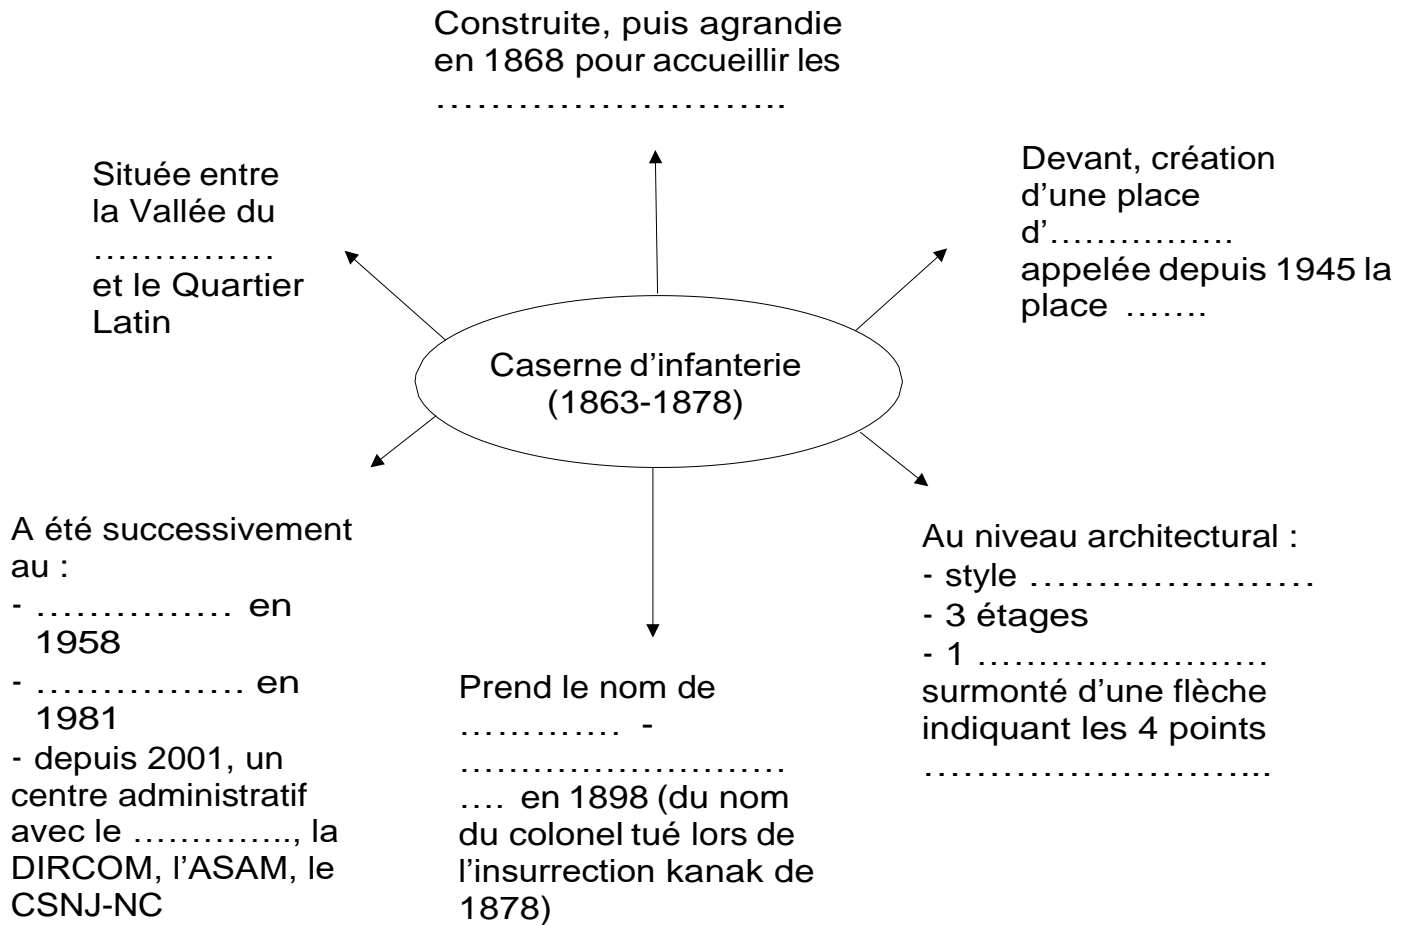 Construite, puis agrandie
en 1868 pour accueillir les
……………………..
Située entre
la Vallée du
……………
et le Quartier
Latin
Devant, création
d’une place
d’…………….
appelée depuis 1945 la
place …….
Caserne d’infanterie
(1863-1878)
A été successivement
au :
- …………… en
1958
- ……………. en
1981
- depuis 2001, un
centre administratif
avec le ………….., la
DIRCOM, l’ASAM, le
CSNJ-NC
Prend le nom de
…………. -
………………………
…. en 1898 (du nom
du colonel tué lors de
l’insurrection kanak de
1878)
Au niveau architectural :
- style …………………
- 3 étages
- 1 ……………………
surmonté d’une flèche
indiquant les 4 points
……………………...